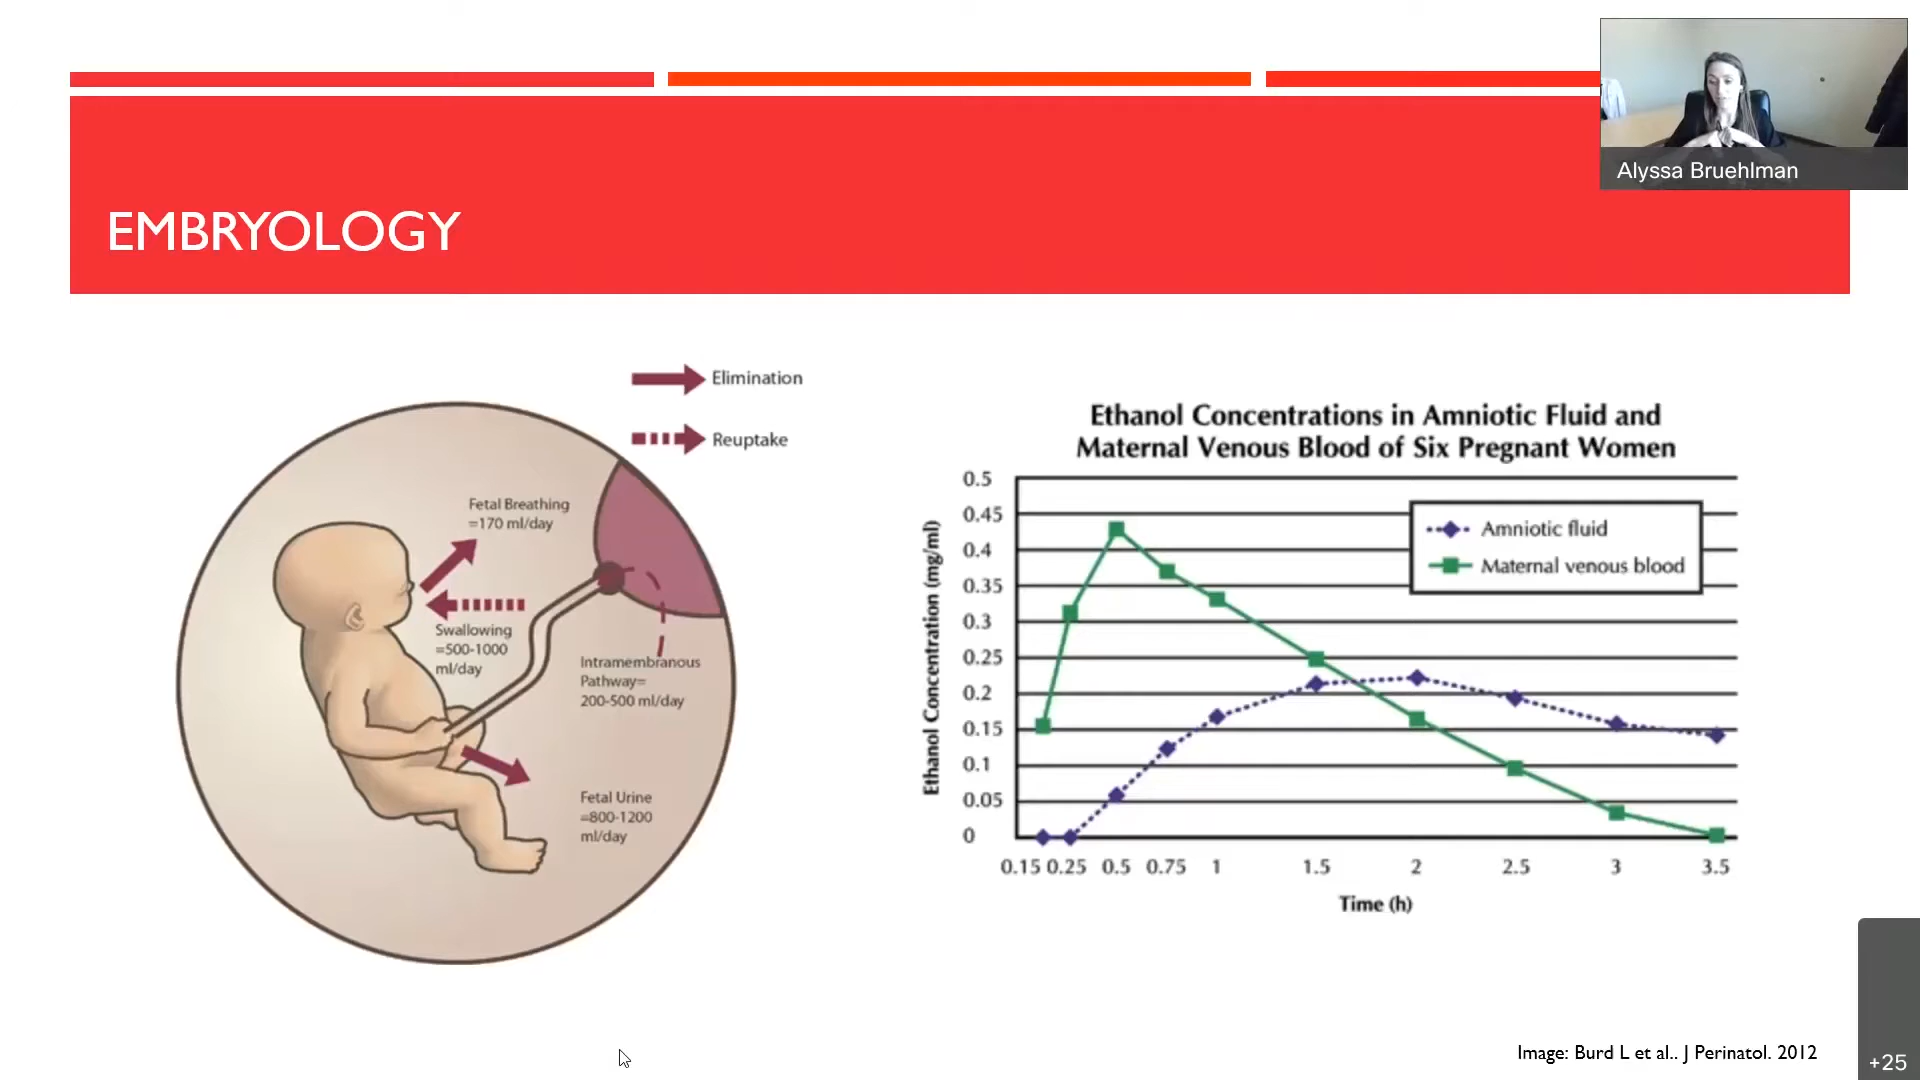 Alyssa Bruehlman
EMBRYOLOGY
Elimination
Reuptake
Fetal Breathing
=170 ml/day
Swallowing
=500-1000
ml/day
Intramembranous
Pathway=
200-500 ml/day
Fetal Urine
=800-1200
ml/day
Ethanol Concentrations in Amniotic Fluid and
Maternal Venous Blood of Six Pregnant Women
Ethanol Concentration (mg/ml)
0.5
0.45
0.4
0.35
0.3
0.25
0.2
0.15
0.1
0.05
0
Amniotic fluid
Maternal venous blood
0.15 0.25 0.5 0.75 1 1.5 2 2.5 3 3.5
Time (h)
Image: Burd L et al.. J Perinatol. 2012
+25